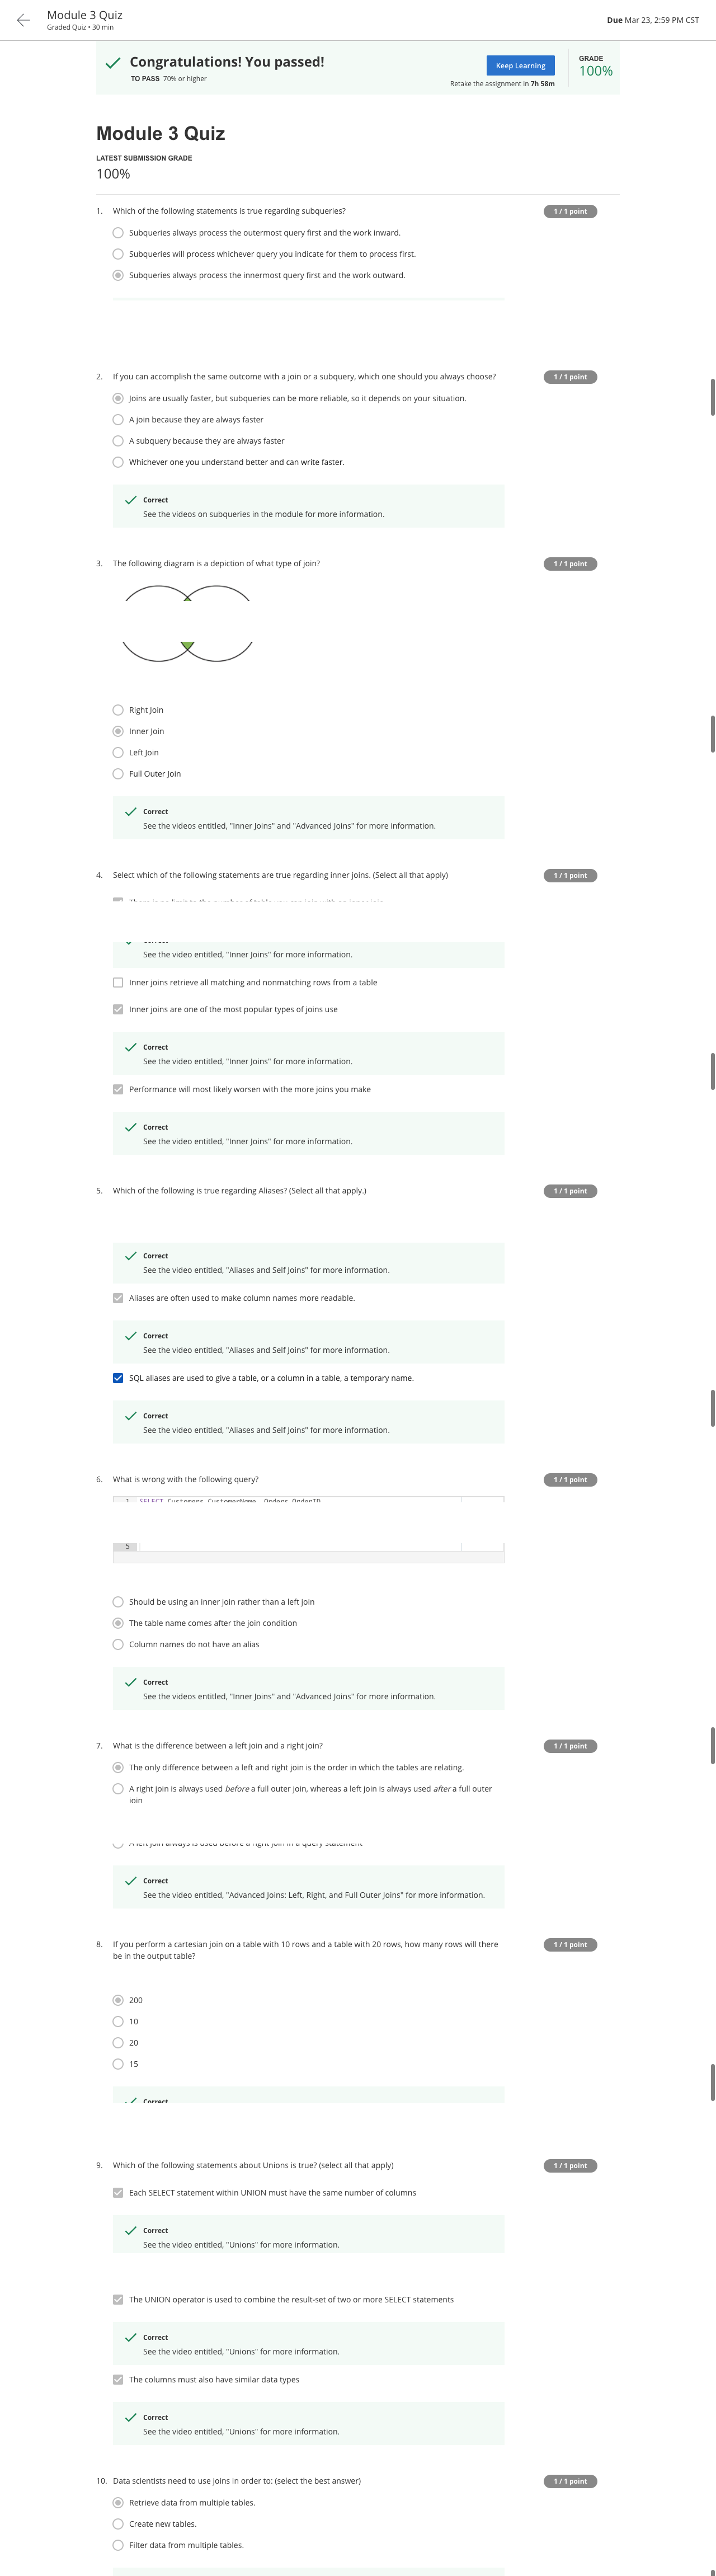 Module 3 Quiz
Graded Quiz • 30 min
Due Mar 23, 2:59 PM CST
Congratulations! You passed!
TO PASS 70% or higher
Keep Learning
Retake the assignment in 7h 58m
GRADE
100%
Module 3 Quiz
LATEST SUBMISSION GRADE
100%
1. Which of the following statements is true regarding subqueries?
1 / 1 point
Subqueries always process the outermost query first and the work inward.
Subqueries will process whichever query you indicate for them to process first.
Subqueries always process the innermost query first and the work outward.
2. If you can accomplish the same outcome with a join or a subquery, which one should you always choose?
1 / 1 point
Joins are usually faster, but subqueries can be more reliable, so it depends on your situation.
A join because they are always faster
A subquery because they are always faster
Whichever one you understand better and can write faster.
Correct
See the videos on subqueries in the module for more information.
3. The following diagram is a depiction of what type of join?
1 / 1 point
Right Join
Inner Join
Left Join
Full Outer Join
Correct
See the videos entitled, "Inner Joins" and "Advanced Joins" for more information.
4. Select which of the following statements are true regarding inner joins. (Select all that apply)
1 / 1 point
See the video entitled, "Inner Joins" for more information.
Inner joins retrieve all matching and nonmatching rows from a table
Inner joins are one of the most popular types of joins use
Correct
See the video entitled, "Inner Joins" for more information.
Performance will most likely worsen with the more joins you make
Correct
See the video entitled, "Inner Joins" for more information.
5. Which of the following is true regarding Aliases? (Select all that apply.)
1 / 1 point
Correct
See the video entitled, "Aliases and Self Joins" for more information.
Aliases are often used to make column names more readable.
Correct
See the video entitled, "Aliases and Self Joins" for more information.
SQL aliases are used to give a table, or a column in a table, a temporary name.
Correct
See the video entitled, "Aliases and Self Joins" for more information.
6. What is wrong with the following query?
1 / 1 point
1 SELECT Customers.CustomerName, Orders.OrderID
5
Should be using an inner join rather than a left join
The table name comes after the join condition
Column names do not have an alias
Correct
See the videos entitled, "Inner Joins" and "Advanced Joins" for more information.
7. What is the difference between a left join and a right join?
1 / 1 point
The only difference between a left and right join is the order in which the tables are relating.
A right join is always used before a full outer join, whereas a left join is always used after a full outer
join
A left join always is used before a right join in a query statement
Correct
See the video entitled, "Advanced Joins: Left, Right, and Full Outer Joins" for more information.
8. If you perform a cartesian join on a table with 10 rows and a table with 20 rows, how many rows will there
be in the output table?
1 / 1 point
200
10
20
15
Correct
9. Which of the following statements about Unions is true? (select all that apply)
1 / 1 point
Each SELECT statement within UNION must have the same number of columns
Correct
See the video entitled, "Unions" for more information.
The UNION operator is used to combine the result-set of two or more SELECT statements
Correct
See the video entitled, "Unions" for more information.
The columns must also have similar data types
Correct
See the video entitled, "Unions" for more information.
10. Data scientists need to use joins in order to: (select the best answer)
1 / 1 point
Retrieve data from multiple tables.
Create new tables.
Filter data from multiple tables.